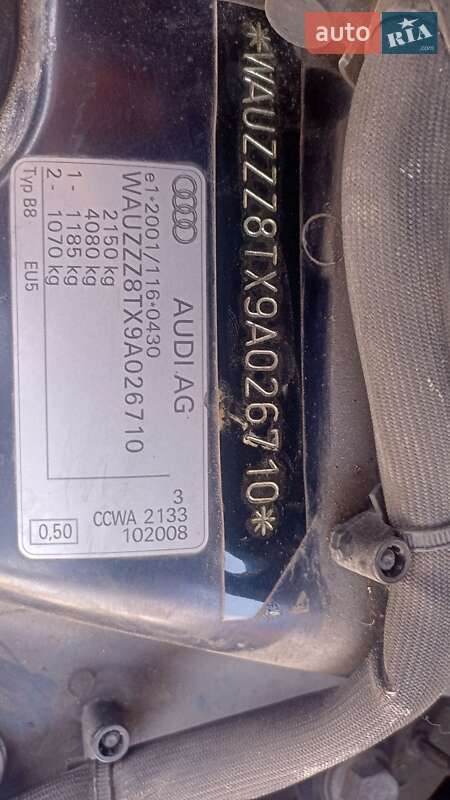 auto RIA.com
*WAUZZZ8TX9A026710*
AUDI AG
e1*2001/116*0430
WAUZZZ8TX9A026710
2150 kg
4080 kg
1 - 1185 kg
2 - 1070 kg
Typ B8 EU5
3
CCWA 2133
0,50 102008